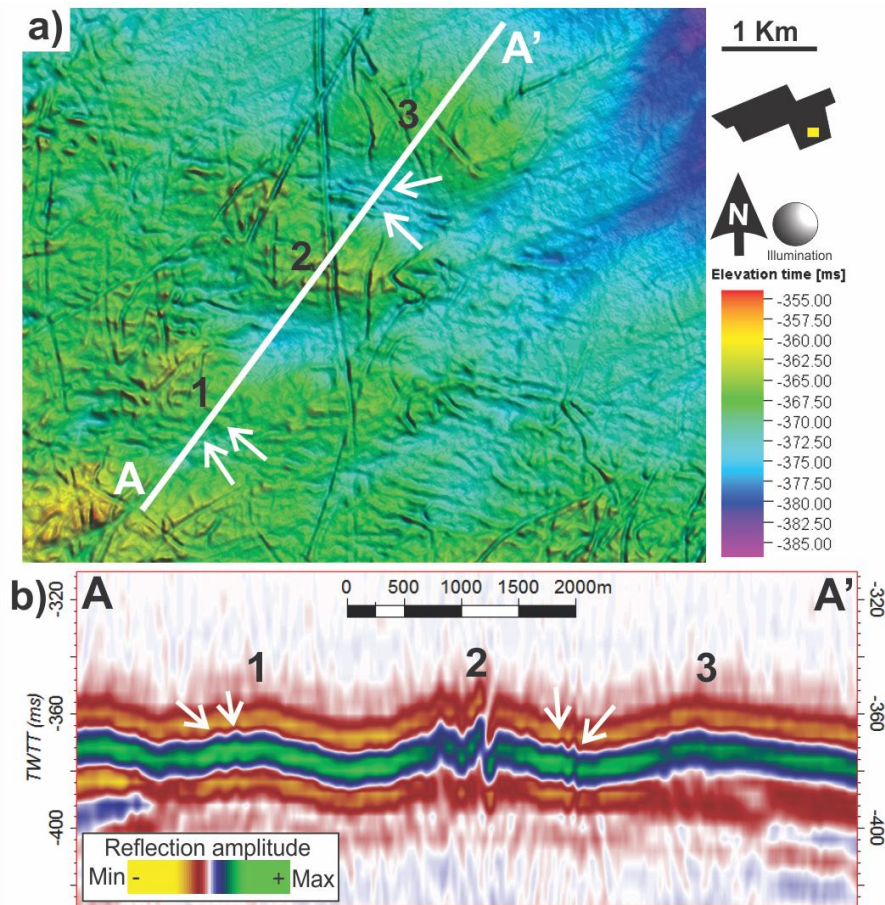 a)
A'
3
2
1
A
1 Km
N
Illumination
Elevation time [ms]
-355.00
-357.50
-360.00
-362.50
-365.00
-367.50
-370.00
-372.50
-375.00
-377.50
-380.00
-382.50
-385.00
b)
A
0 500 1000 1500 2000m
A'
-320
-320
1
2
3
-360
-360
TWTT (ms)
-400
-400
Reflection amplitude
Min - + Max